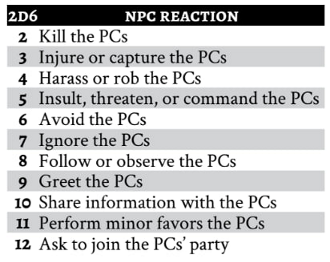 2D6 NPC REACTION
2 Kill the PCs
3 Injure or capture the PCs
4 Harass or rob the PCs
5 Insult, threaten, or command the PCs
6 Avoid the PCs
7 Ignore the PCs
8 Follow or observe the PCs
9 Greet the PCs
10 Share information with the PCs
11 Perform minor favors the PCs
12 Ask to join the PCs' party